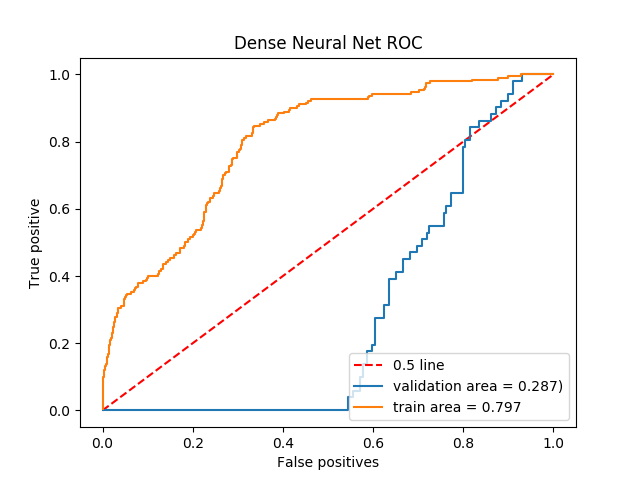 Dense Neural Net ROC
True positive
1.0
0.8
0.6
0.4
0.2
0.0
0.5 line
validation area = 0.287)
train area = 0.797
0.0 0.2 0.4 0.6 0.8 1.0
False positives